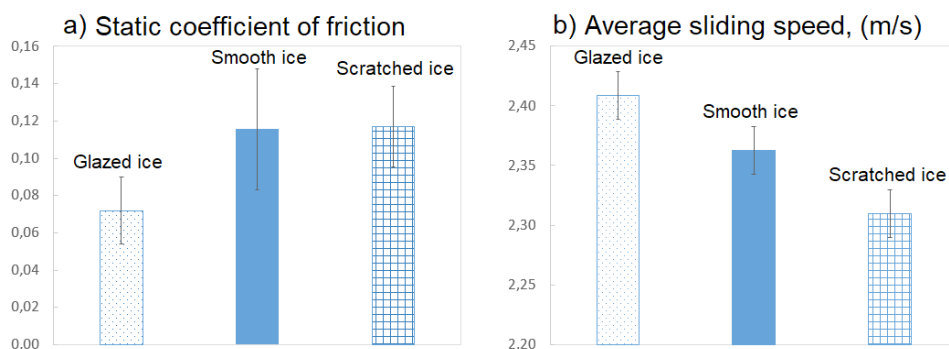 a) Static coefficient of friction
0,16
0,14
0,12
0,10
0,08
0,06
0,04
0,02
0.00
Glazed ice
Smooth ice
Scratched ice
b) Average sliding speed, (m/s)
2,45
2,40
2,35
2,30
2,25
2.20
Glazed ice
Smooth ice
Scratched ice